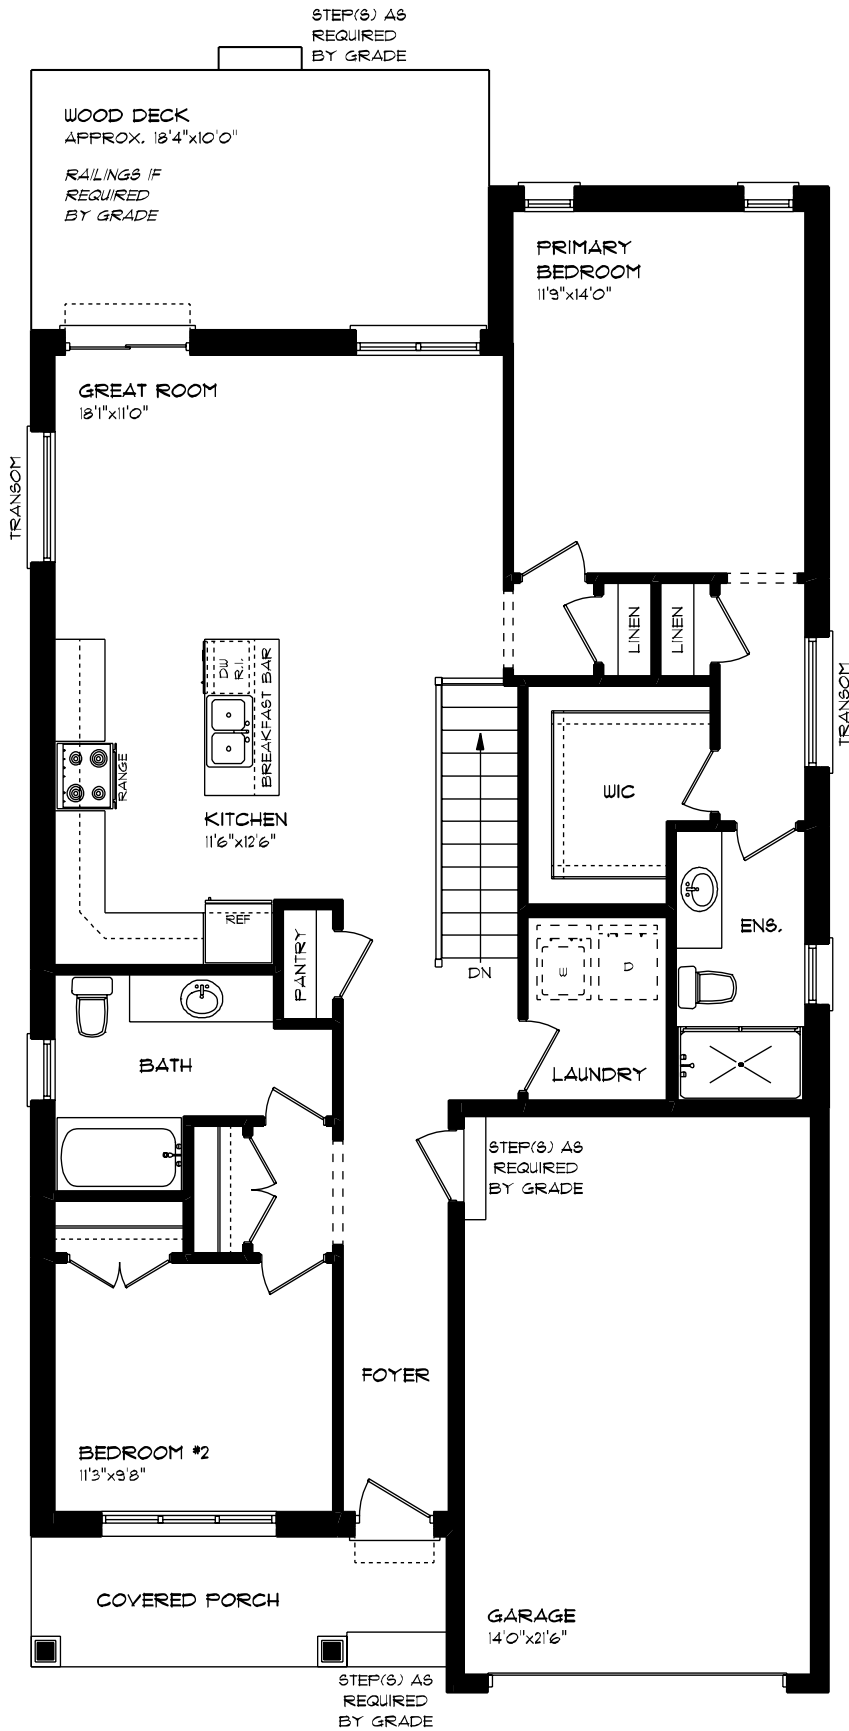 STEP(S) AS
REQUIRED
BY GRADE
WOOD DECK
APPROX. 18'4"x10'0"
RAILINGS IF
REQUIRED
BY GRADE
PRIMARY
BEDROOM
11'9"x14'0"
GREAT ROOM
18'1"x11'0"
TRANSOM
LINEN
LINEN
DW
R.I.
BREAKFAST BAR
TRANSOM
RANGE
WIC
KITCHEN
11'6"x12'6"
REF
ENS.
PANTRY
W
D
DN
BATH
LAUNDRY
STEP(S) AS
REQUIRED
BY GRADE
FOYER
BEDROOM #2
11'3"x9'8"
COVERED PORCH
GARAGE
14'0"x21'6"
STEP(S) AS
REQUIRED
BY GRADE